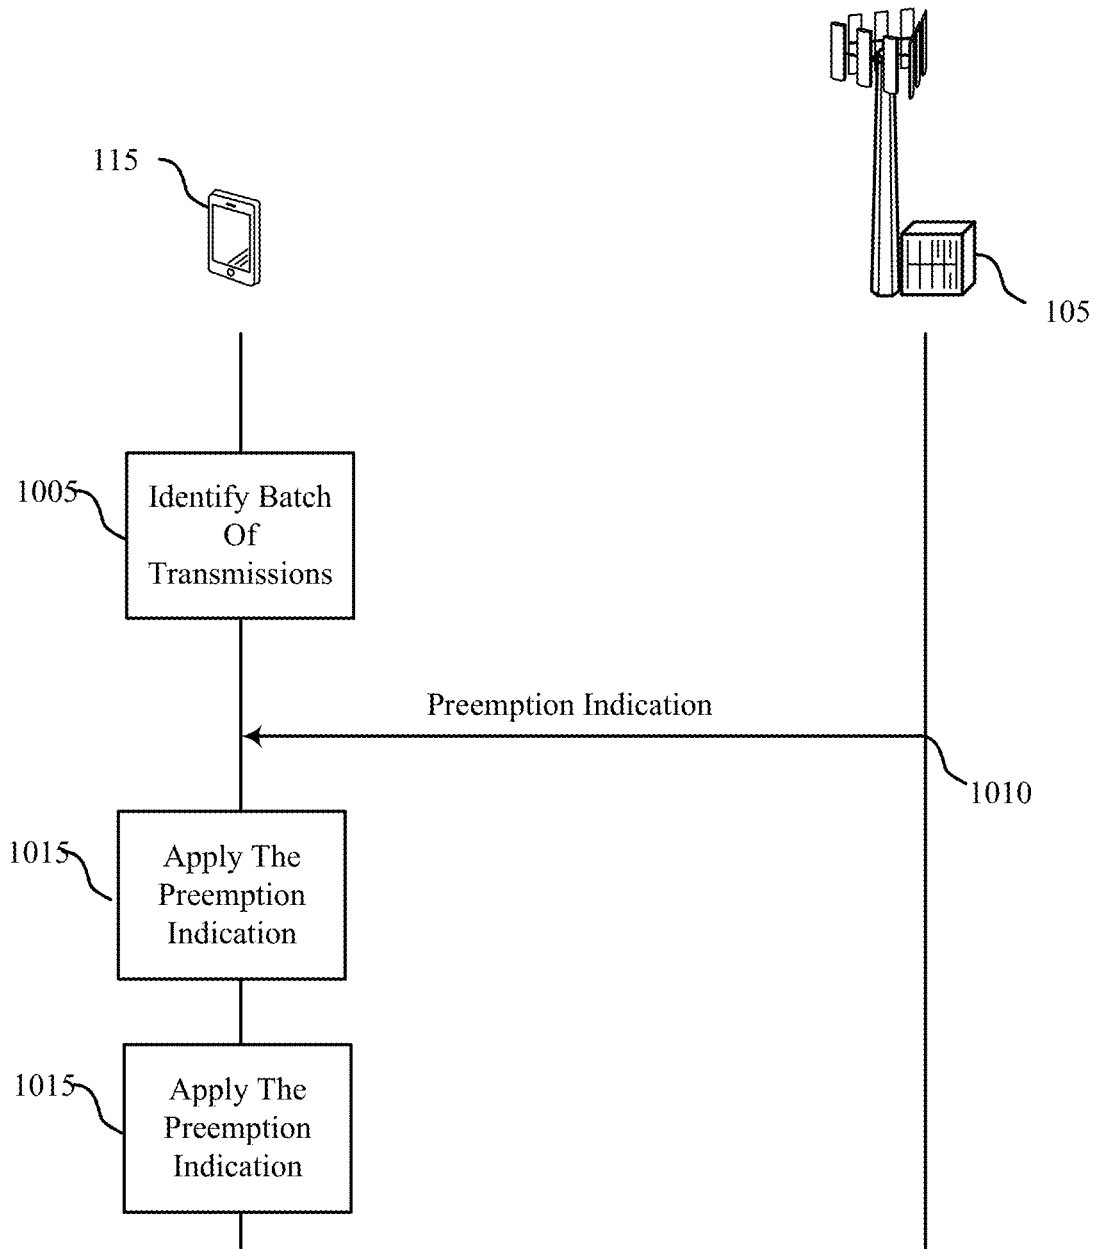 115
105
1005
Identify Batch
Of
Transmissions
Preemption Indication
1010
1015
Apply The
Preemption
Indication
1015
Apply The
Preemption
Indication